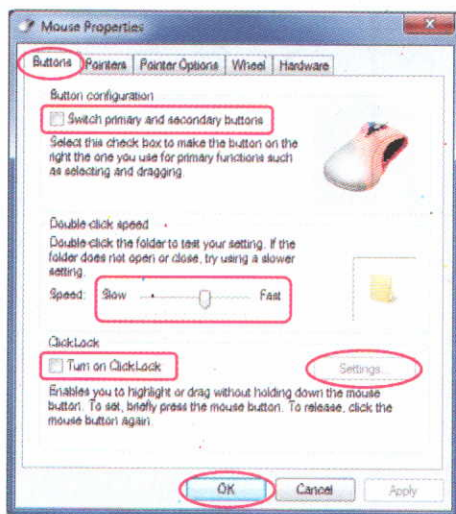 Mouse Properties
Buttons Pointers Pointer Options Wheel Hardware
Button configuration
Switch primary and secondary buttons
Select this check box to make the button on the
right the one you use for primary functions such
as selecting and dragging.
Double-click speed
Double-click the folder to test your setting. If the
folder does not open or close, try using a slower
setting.
Speed: Slow Fast
ClickLock
Turn on ClickLock Settings...
Enables you to highlight or drag without holding down the mouse
button. To set, briefly press the mouse button. To release, click the
mouse button again.
OK Cancel Apply